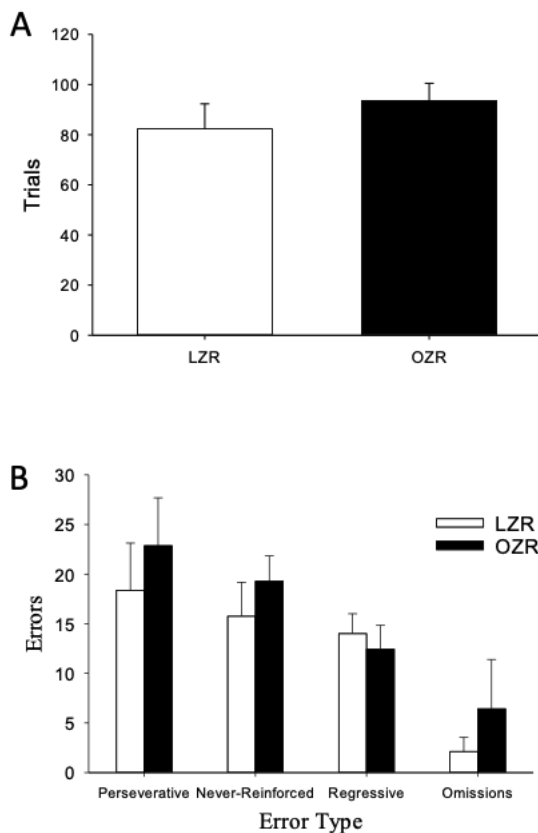 A
120
100
80
60
40
20
0
Trials
LZR OZR
B
30
25
20
15
10
5
0
Errors
LZR
OZR
Perseverative Never-Reinforced Regressive Omissions
Error Type